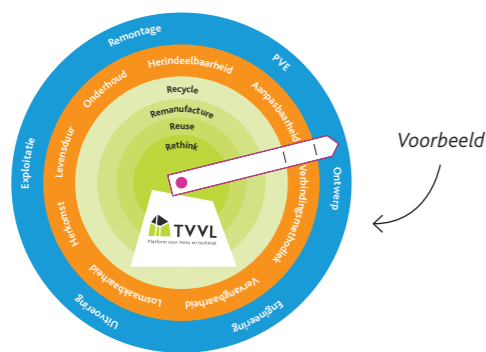 Remontage
PVE
Ontwerp
Engineering
Uitvoering
Exploitatie
Herindeelbaarheid
Aanpasbaarheid
Verbindingsmethodiek
Vervangbaarheid
Losmaakbaarheid
Herkomst
Levensduur
Onderhoud
Recycle
Remanufacture
Reuse
Rethink
TVVL
Platform voor mens en techniek
Voorbeeld